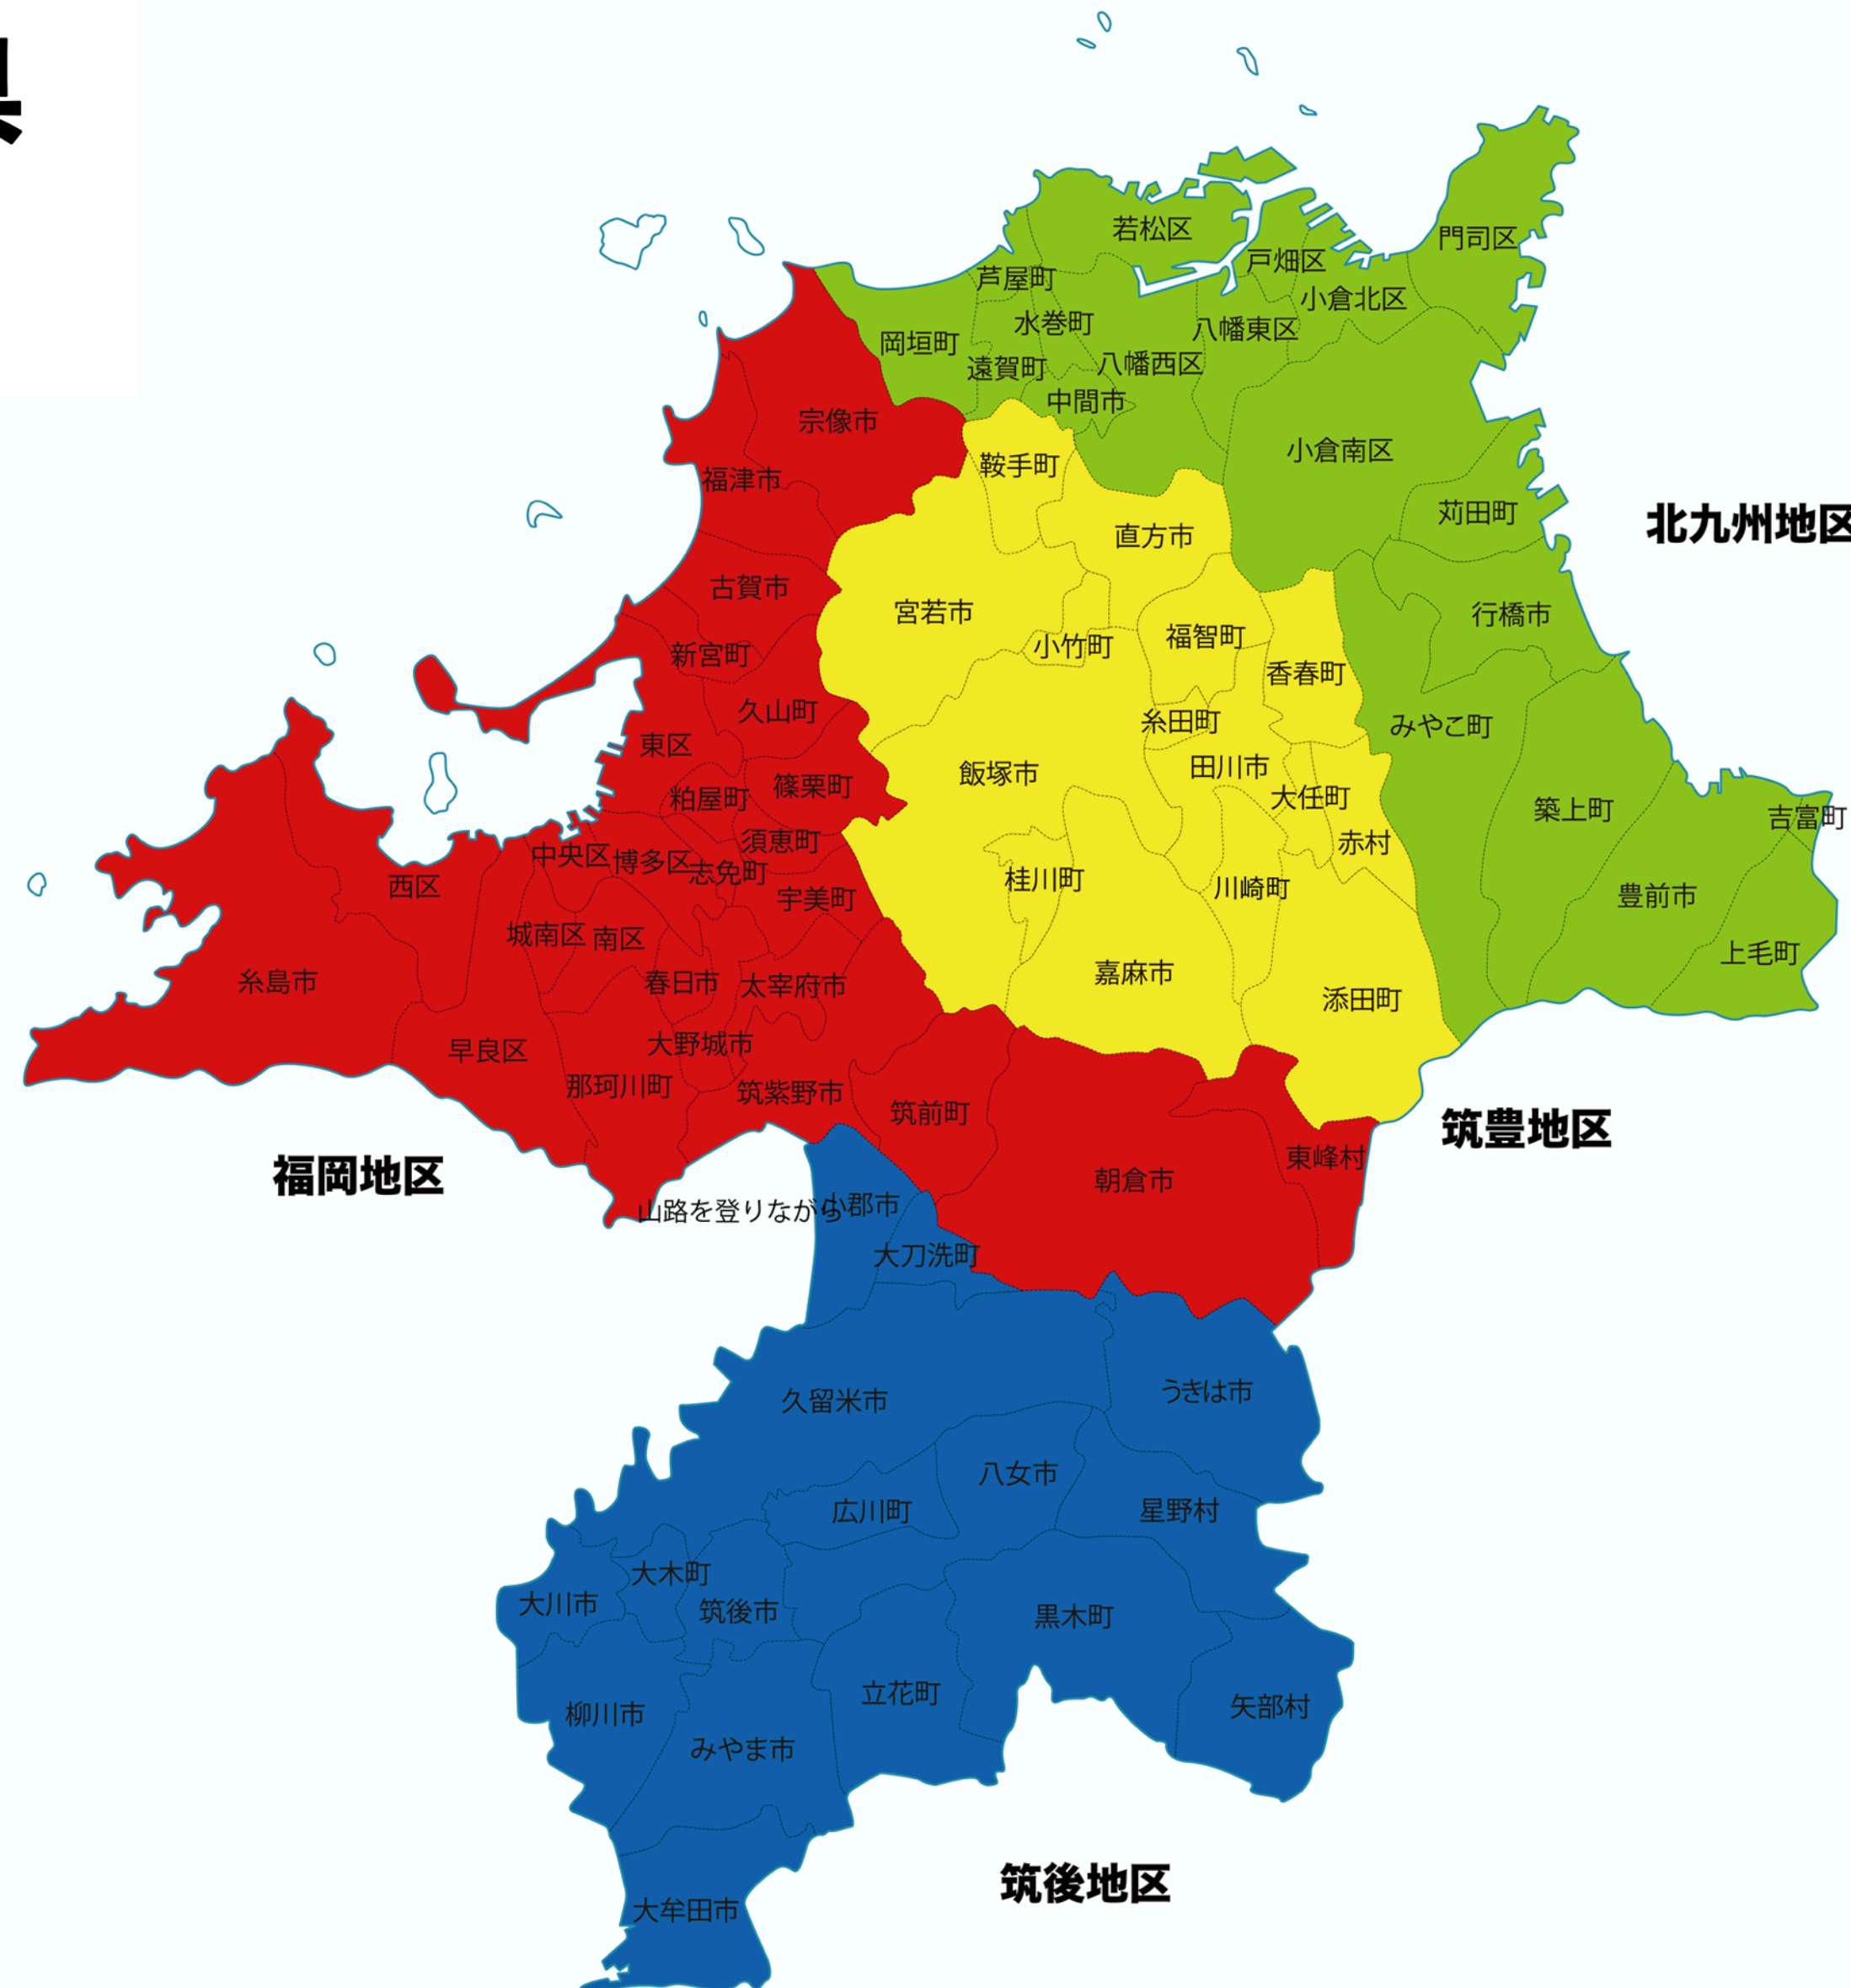 若松区
門司区
戸畑区
芦屋町
小倉北区
水巻町
八幡東区
岡垣町
八幡西区
遠賀町
中間市
宗像市
小倉南区
鞍手町
福津市
苅田町
北九州地区
直方市
古賀市
宮若市
行橋市
福智町
小竹町
新宮町
香春町
久山町
糸田町
みやこ町
東区
田川市
飯塚市
篠栗町
粕屋町
大任町
築上町
吉富町
須恵町
赤村
中央区
博多区
志免町
桂川町
西区
川崎町
宇美町
豊前市
城南区
南区
上毛町
嘉麻市
糸島市
春日市
太宰府市
添田町
大野城市
早良区
那珂川町
筑紫野市
筑前町
筑豊地区
東峰村
福岡地区
朝倉市
山路を登りながら
小郡市
大刀洗町
うきは市
久留米市
八女市
広川町
星野村
大木町
大川市
筑後市
黒木町
立花町
矢部村
柳川市
みやま市
筑後地区
大牟田市